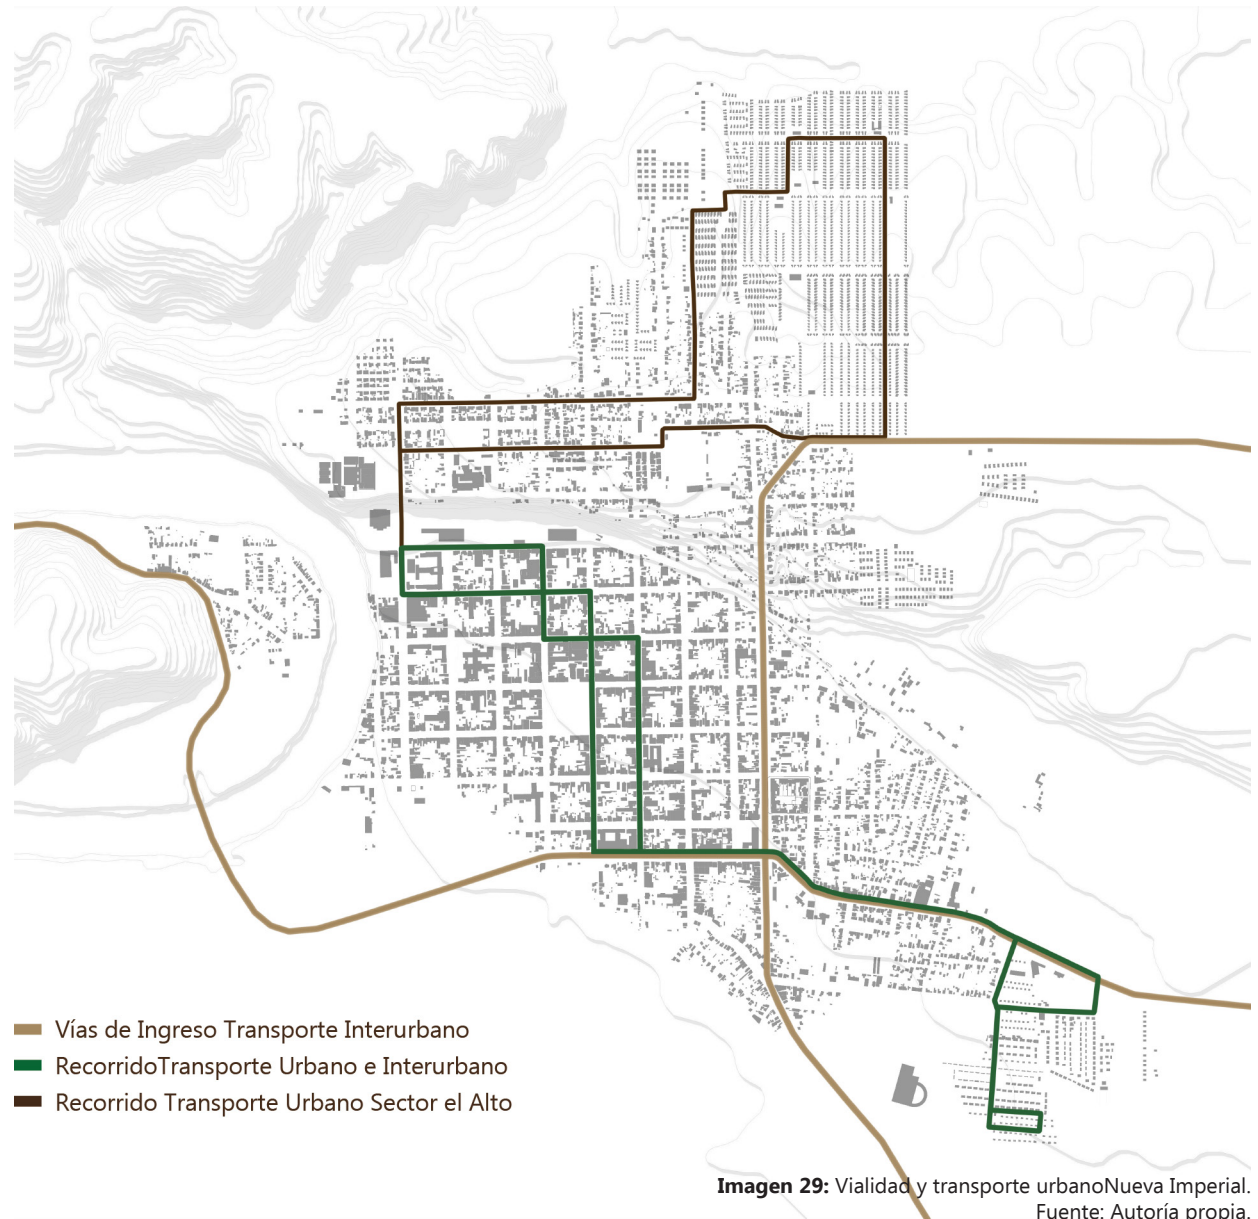 Vías de Ingreso Transporte Interurbano
RecorridoTransporte Urbano e Interurbano
Recorrido Transporte Urbano Sector el Alto
Imagen 29: Vialidad y transporte urbanoNueva Imperial.
Fuente: Autoría propia.